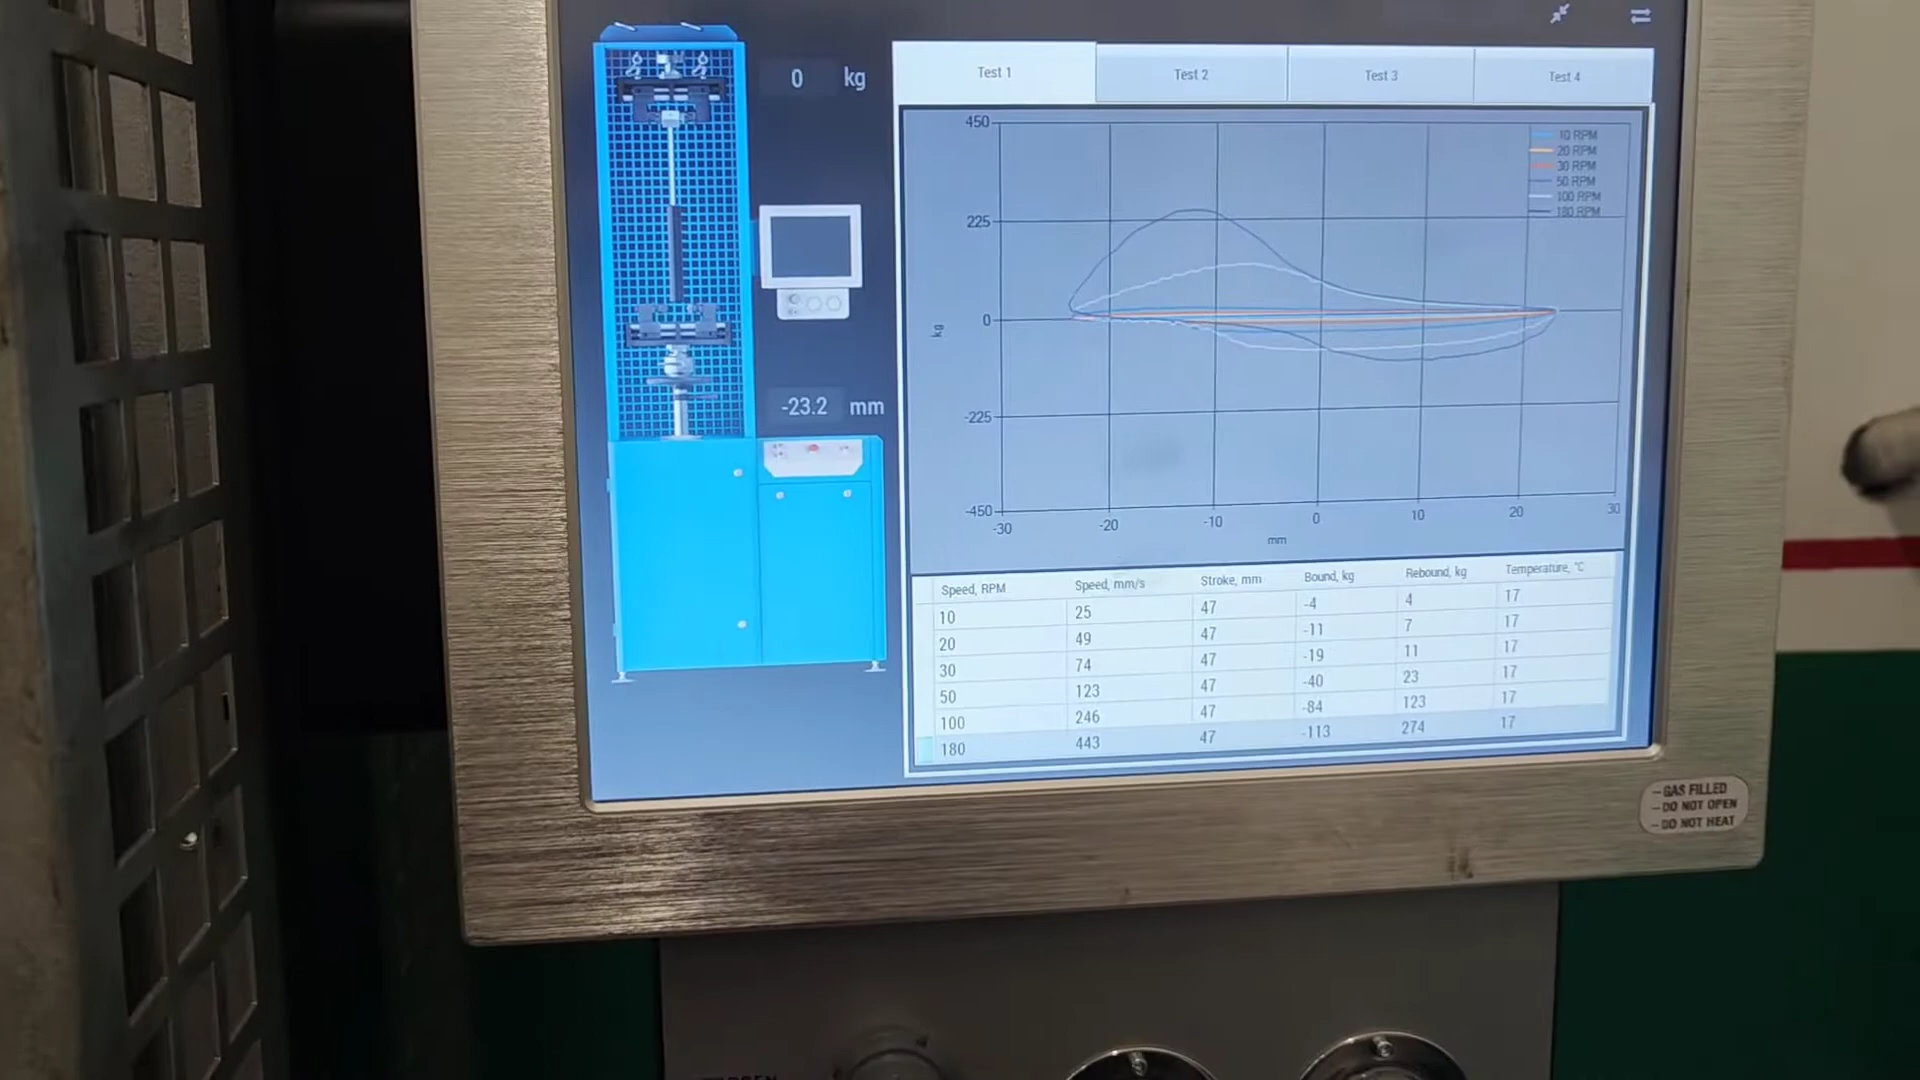 0 kg
-23.2 mm
Test 1 Test 2 Test 3 Test 4
450
225
0
-225
-450
kg
-30 -20 -10 0 10 20 30
mm
10 RPM
20 RPM
30 RPM
50 RPM
100 RPM
180 RPM
Speed, RPM Speed, mm/s Stroke, mm Bound, kg Rebound, kg Temperature, °C
10 25 47 -4 4 17
20 49 47 -11 7 17
30 74 47 -19 11 17
50 123 47 -40 23 17
100 246 47 -84 123 17
180 443 47 -113 274 17
- GAS FILLED
- DO NOT OPEN
- DO NOT HEAT